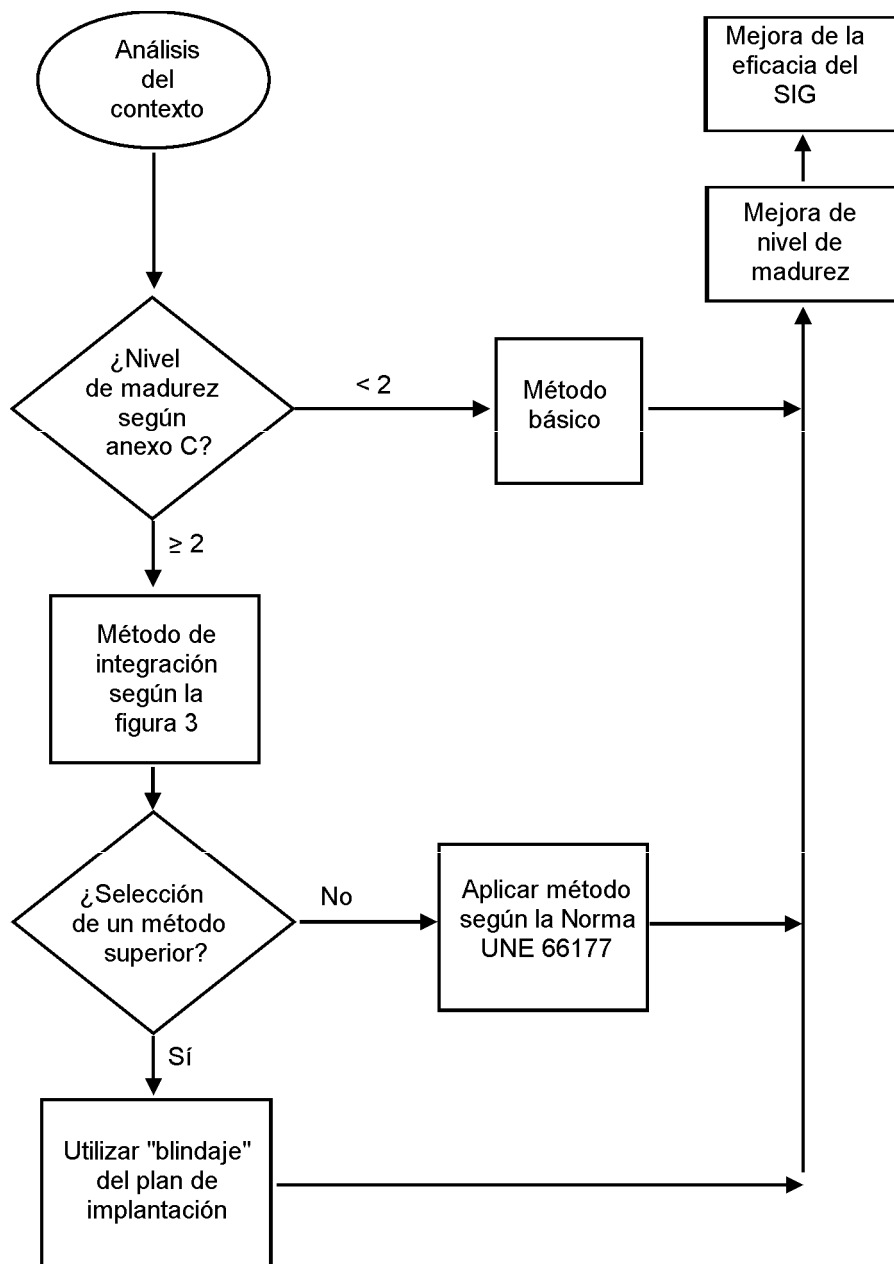 Análisis
del
contexto
Mejora de la
eficacia del
SIG
Mejora de
nivel de
madurez
¿Nivel
de madurez
según
anexo C?
< 2
Método
básico
≥ 2
Método de
integración
según la
figura 3
¿Selección
de un método
superior?
No
Aplicar método
según la Norma
UNE 66177
Sí
Utilizar "blindaje"
del plan de
implantación